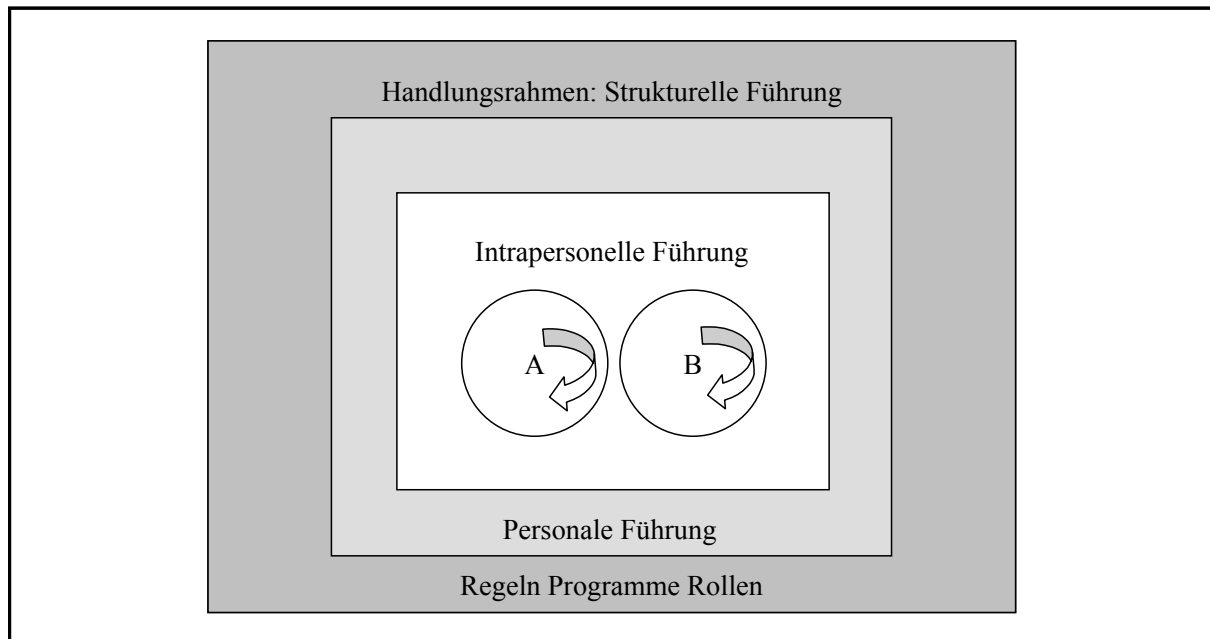 Handlungsrahmen: Strukturelle Führung
Intrapersonelle Führung
A
B
Personale Führung
Regeln Programme Rollen